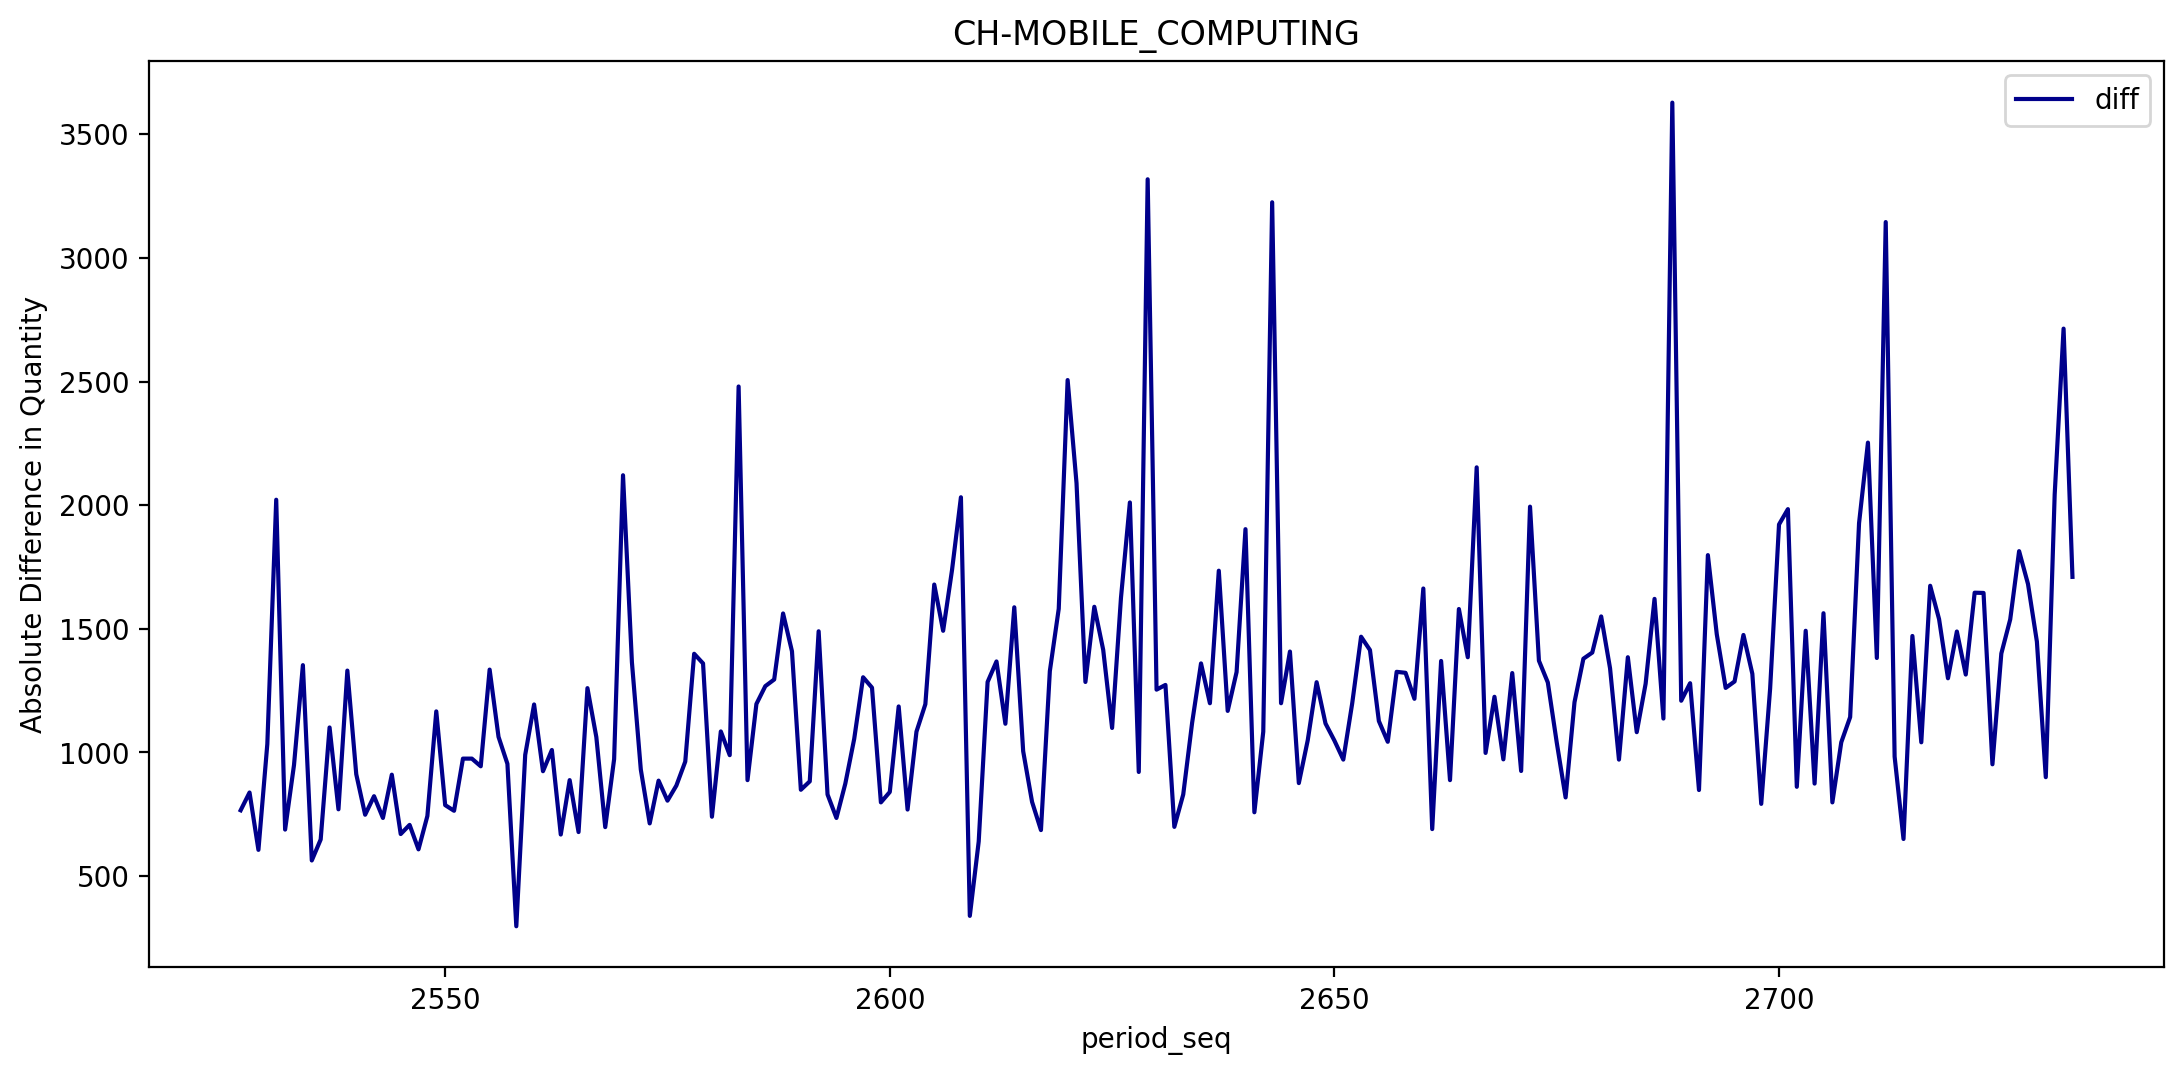 CH-MOBILE_COMPUTING
diff
Absolute Difference in Quantity
3500
3000
2500
2000
1500
1000
500
2550 2600 2650 2700
period_seq